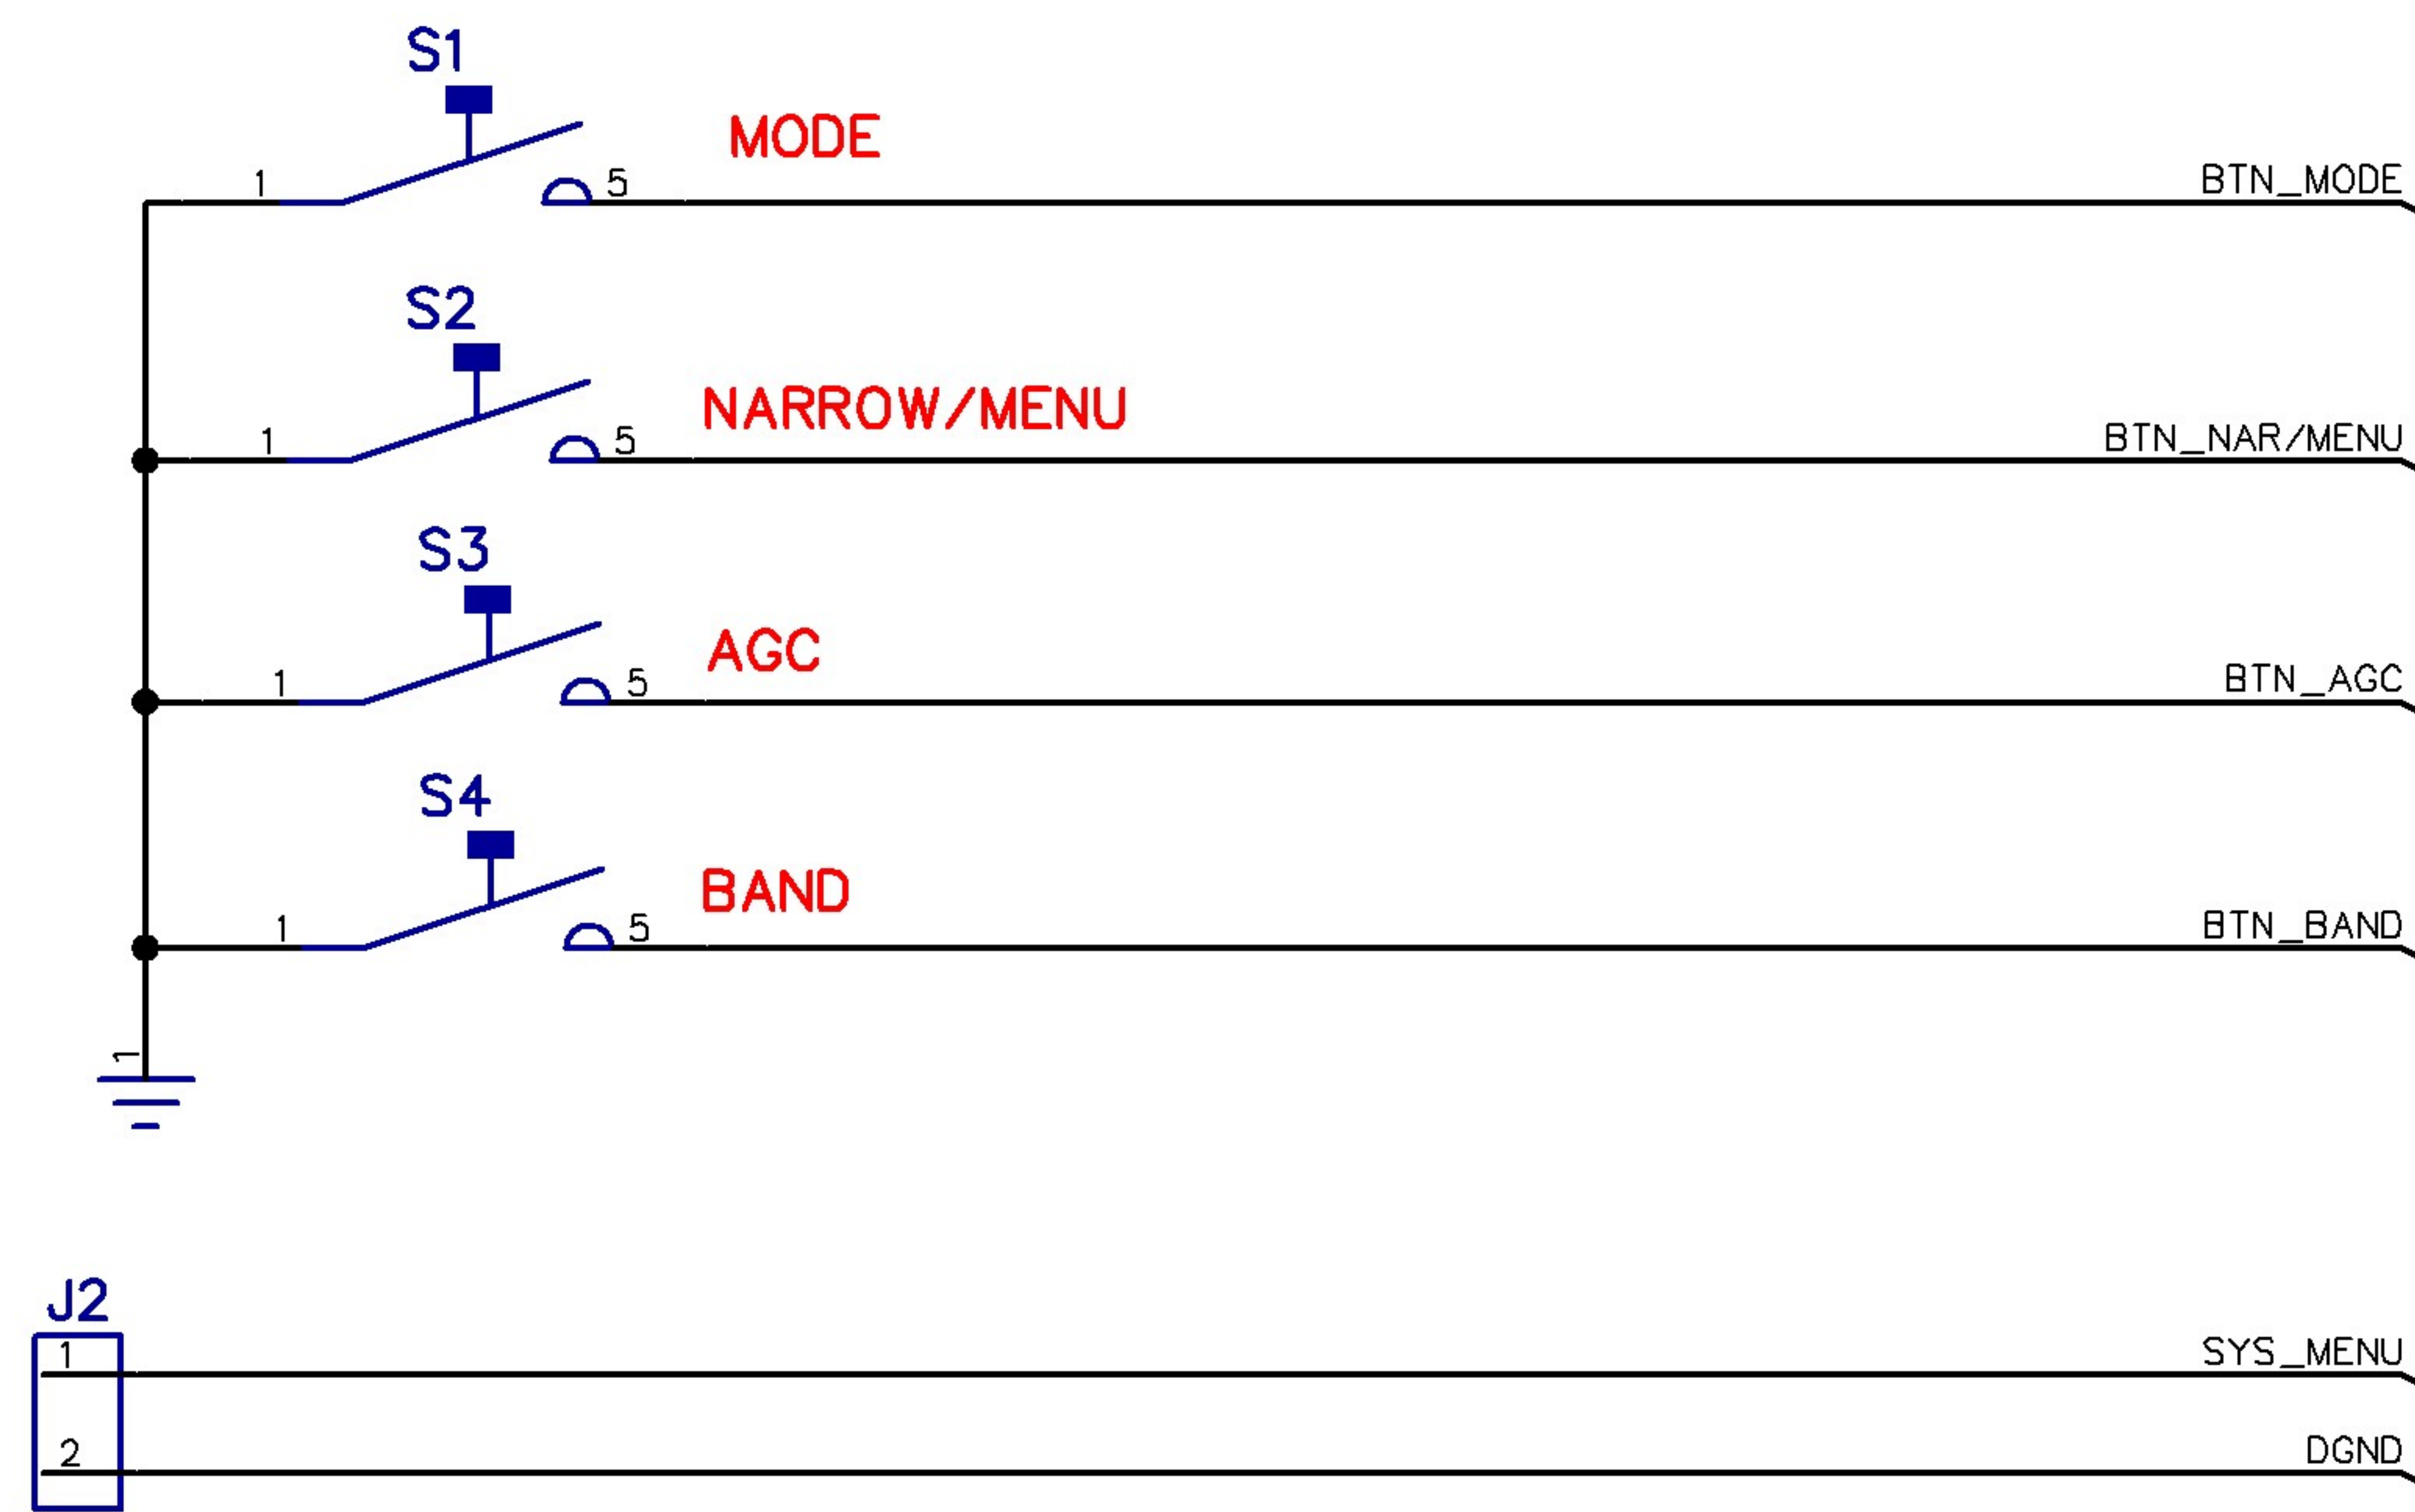 S1
MODE
1
5
BTN_MODE
S2
NARROW/MENU
1
5
BTN_NAR/MENU
S3
AGC
1
5
BTN_AGC
S4
BAND
1
5
BTN_BAND
1
J2
1
SYS_MENU
2
DGND